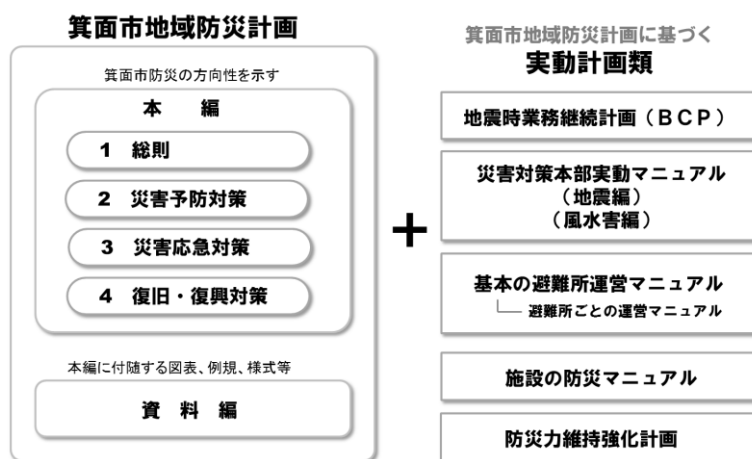 箕面市地域防災計画
箕面市防災の方向性を示す
本 編
1 総則
2 災害予防対策
3 災害応急対策
4 復旧・復興対策
本編に付随する図表、例規、様式等
資 料 編
+
箕面市地域防災計画に基づく
実動計画類
地震時業務継続計画（BCP）
災害対策本部実動マニュアル
（地震編）
（風水害編）
基本の避難所運営マニュアル
避難所ごとの運営マニュアル
施設の防災マニュアル
防災力維持強化計画